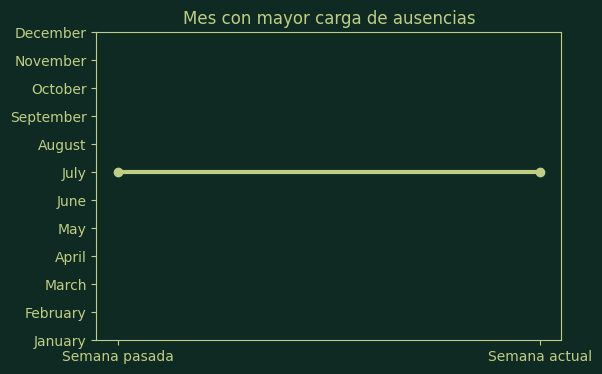 Mes con mayor carga de ausencias
December
November
October
September
August
July
June
May
April
March
February
January
Semana pasada
Semana actual